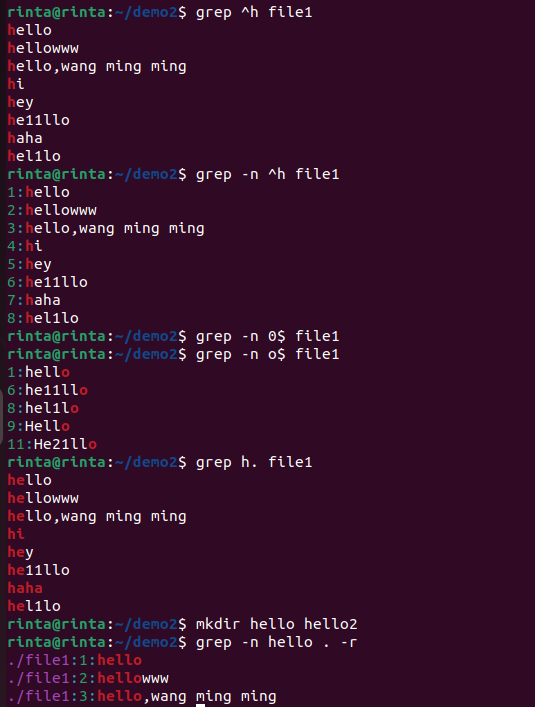 rinta@rinta:~/demo2$ grep ^h file1
hello
hellowww
hello,wang ming ming
hi
hey
he11llo
haha
hel1lo
rinta@rinta:~/demo2$ grep -n ^h file1
1:hello
2:hellowww
3:hello,wang ming ming
4:hi
5:hey
6:he11llo
7:haha
8:hel1lo
rinta@rinta:~/demo2$ grep -n 0$ file1
rinta@rinta:~/demo2$ grep -n o$ file1
1:hello
6:he11llo
8:hel1lo
9:Hello
11:He21llo
rinta@rinta:~/demo2$ grep h. file1
hello
hellowww
hello,wang ming ming
hi
hey
he11llo
haha
hel1lo
rinta@rinta:~/demo2$ mkdir hello hello2
rinta@rinta:~/demo2$ grep -n hello . -r
./file1:1:hello
./file1:2:hellowww
./file1:3:hello,wang ming ming